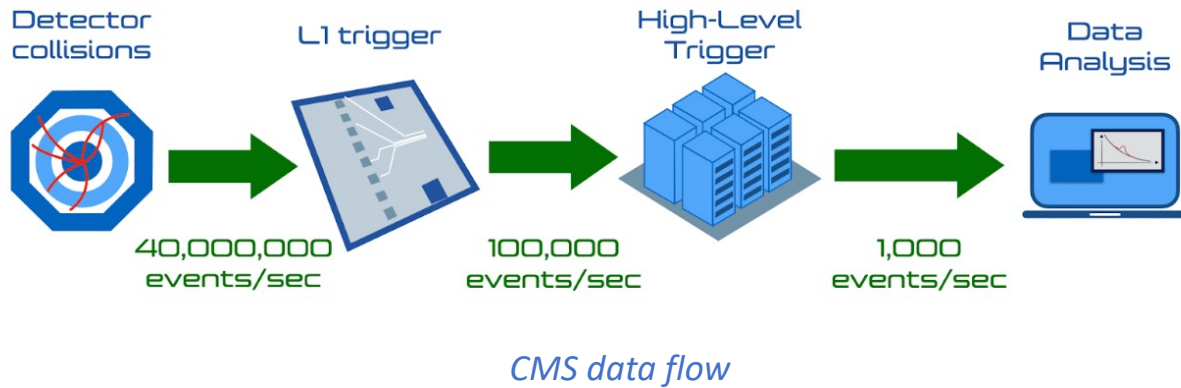 Detector
collisions
L1 trigger
High-Level
Trigger
Data
Analysis
40,000,000
events/sec
100,000
events/sec
1,000
events/sec
CMS data flow